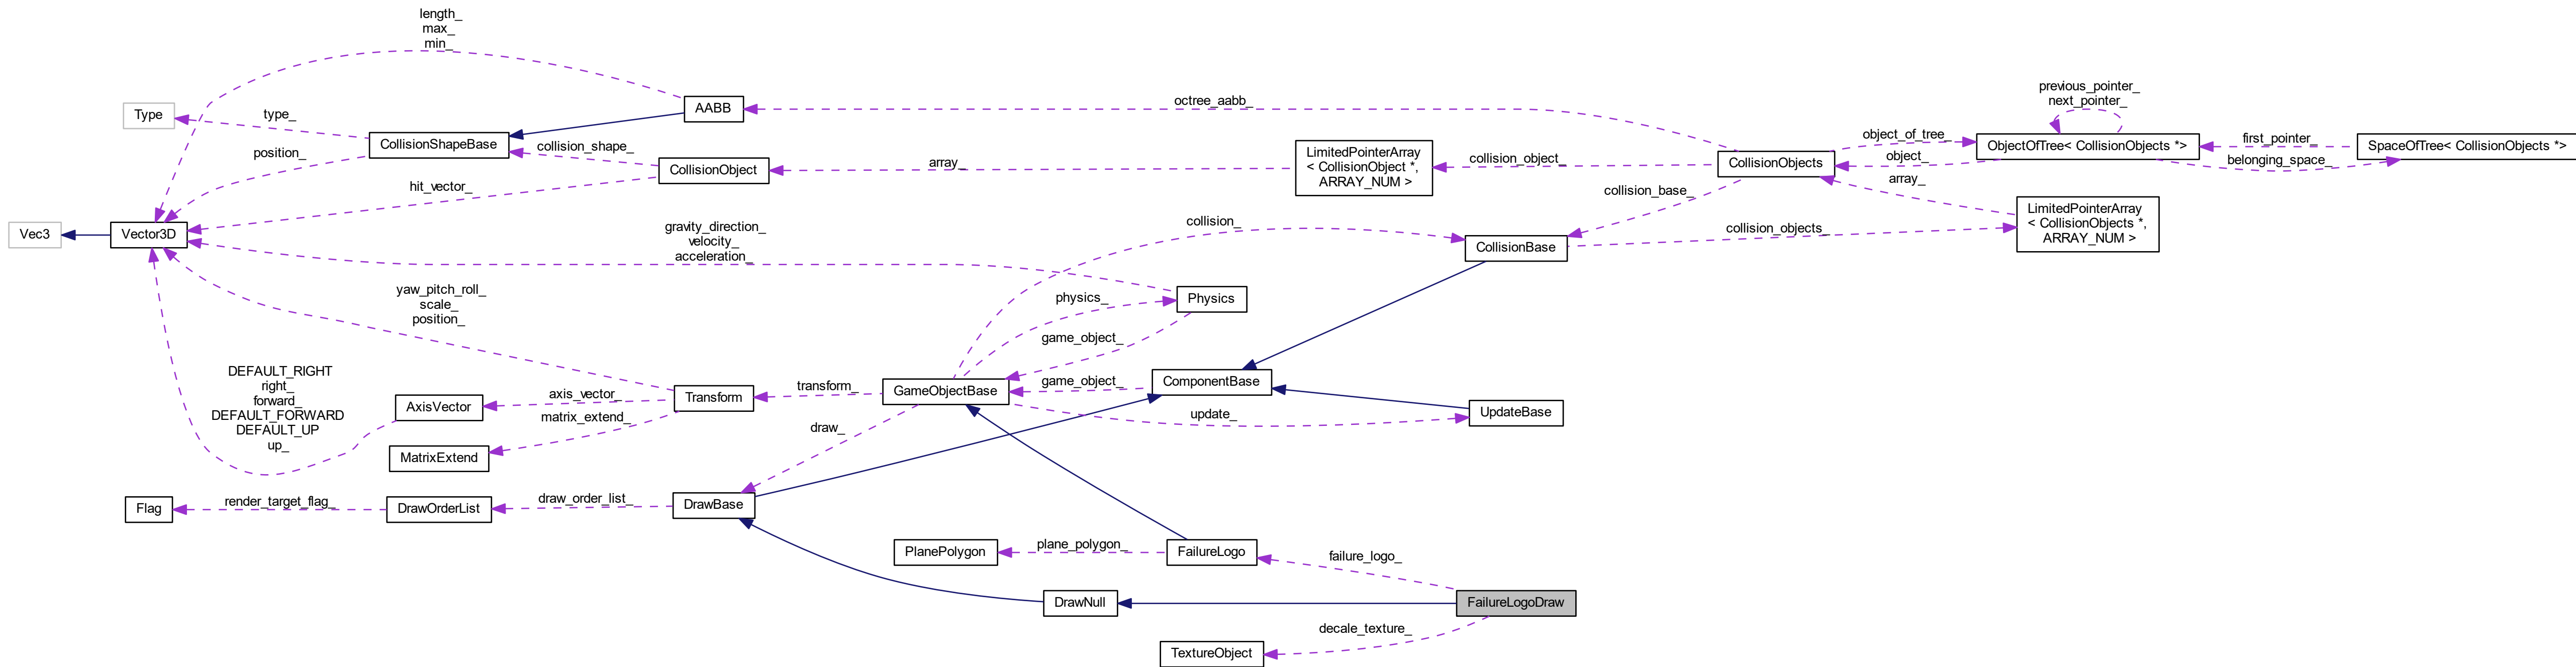 length_
max_
min_
previous_pointer_
next_pointer_
Type
type_
AABB
octree_aabb_
CollisionShapeBase
position_
collision_shape_
CollisionObject
array_
LimitedPointerArray
< CollisionObject *,
ARRAY_NUM >
collision_object_
CollisionObjects
object_of_tree_
object_
ObjectOfTree< CollisionObjects *>
first_pointer_
belonging_space_
SpaceOfTree< CollisionObjects *>
hit_vector_
collision_base_
array_
LimitedPointerArray
< CollisionObjects *,
ARRAY_NUM >
Vec3
Vector3D
gravity_direction_
velocity_
acceleration_
collision_
CollisionBase
collision_objects_
yaw_pitch_roll_
scale_
position_
physics_
Physics
game_object_
DEFAULT_RIGHT
right_
forward_
DEFAULT_FORWARD
DEFAULT_UP
up_
AxisVector
axis_vector_
matrix_extend_
Transform
transform_
GameObjectBase
game_object_
ComponentBase
update_
UpdateBase
MatrixExtend
draw_
Flag
render_target_flag_
DrawOrderList
draw_order_list_
DrawBase
PlanePolygon
plane_polygon_
FailureLogo
failure_logo_
DrawNull
FailureLogoDraw
decale_texture_
TextureObject